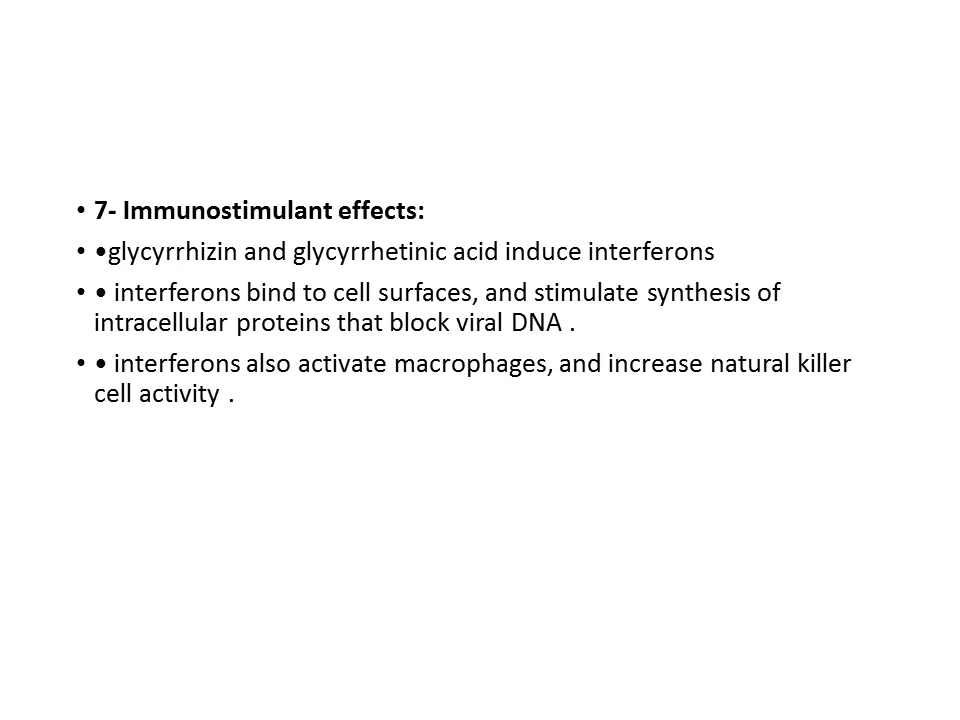 • 7- Immunostimulant effects:
• •glycyrrhizin and glycyrrhetinic acid induce interferons
• • interferons bind to cell surfaces, and stimulate synthesis of
intracellular proteins that block viral DNA .
• • interferons also activate macrophages, and increase natural killer
cell activity .